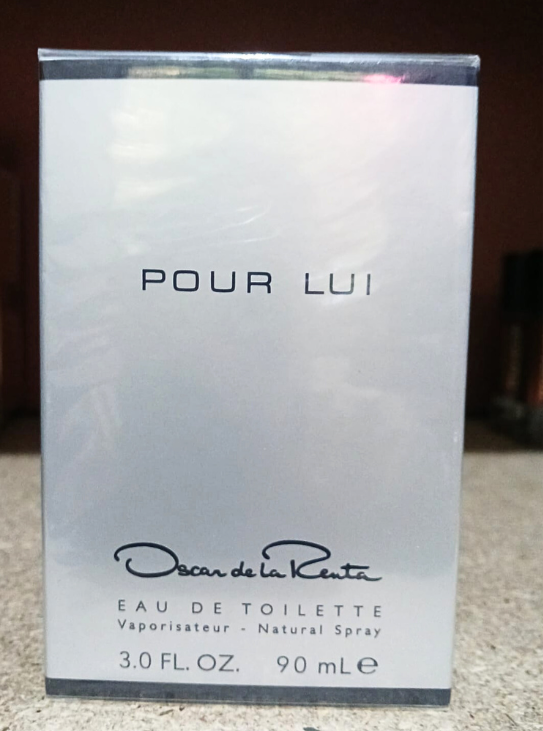 POUR LUI
Oscar de la Renta
EAU DE TOILETTE
Vaporisateur - Natural Spray
3.0 FL. OZ. 90 mL ℮